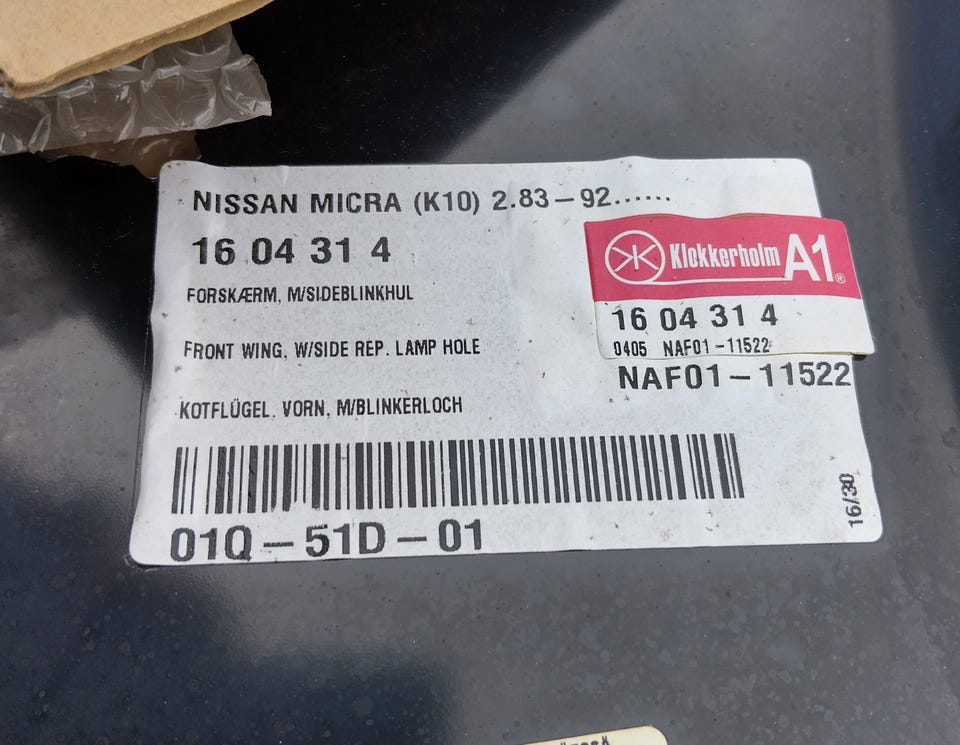 NISSAN MICRA (K10) 2.83-92......
16 04 31 4
FORSKÆRM, M/SIDEBLINKHUL
FRONT WING, W/SIDE REP. LAMP HOLE
KOTFLÜGEL. VORN, M/BLINKERLOCH
01Q-51D-01
Klokkerholm A1®
16 04 31 4
0405 NAF01-11522
NAF01-11522
16/30